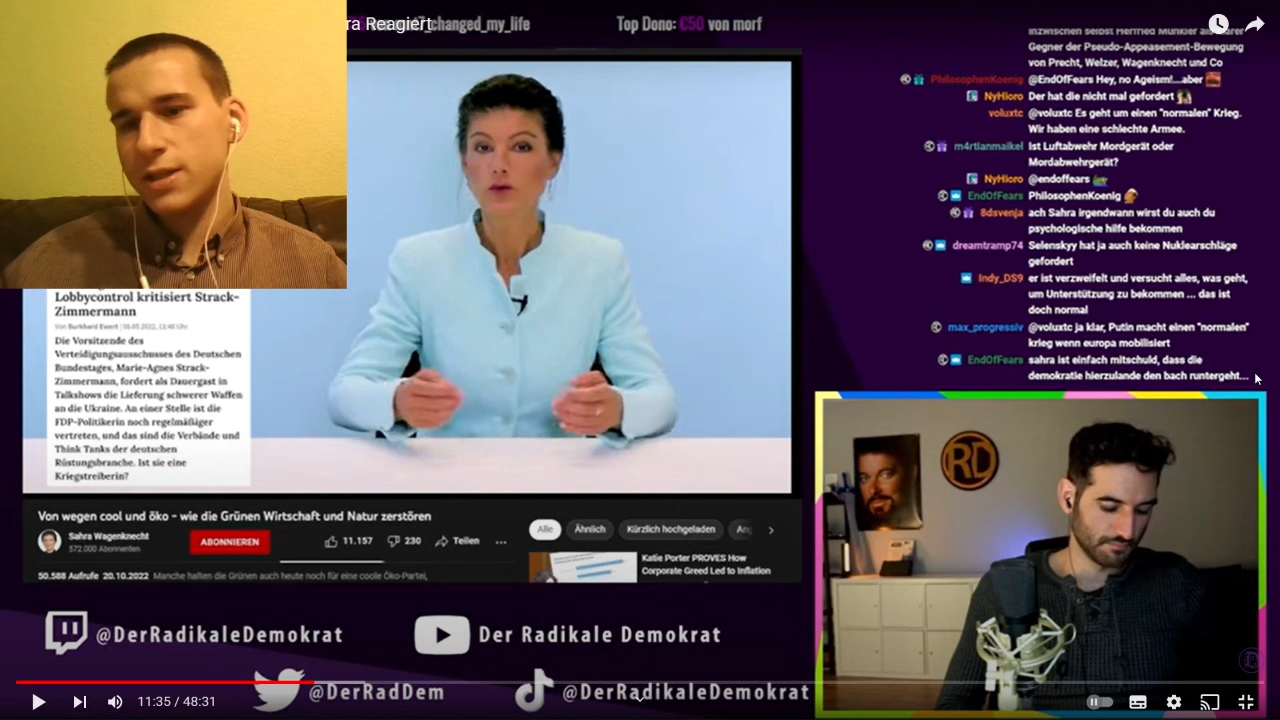 ra Reagiert
_changed_my_life
Top Dono: €50 von morf
inzwischen selbst Herfried Münkler als
Gegner der Pseudo-Appeasement-Bewegung
von Precht, Welzer, Wagenknecht und Co
PhilosophenKoenig @EndOfFears Hey, no Ageism!...aber
NyHloro Der hat die nicht mal gefordert
voluxtc @voluxtc Es geht um einen "normalen" Krieg.
Wir haben eine schlechte Armee.
m4rtianmaikel Ist Luftabwehr Mordgerät oder
Mordabwehrgerät?
NyHloro @endoffears
EndOfFears PhilosophenKoenig
8dsvenja ach Sahra irgendwann wirst du auch du
psychologische hilfe bekommen
dreamtramp74 Selenskyy hat ja auch keine Nuklearschläge
gefordert
Indy_DS9 er ist verzweifelt und versucht alles, was geht,
um Unterstützung zu bekommen ... das ist
doch normal
max_progressiv @voluxtc ja klar, Putin macht einen "normalen"
krieg wenn europa mobilisiert
EndOfFears sahra ist einfach mitschuld, dass die
demokratie hierzulande den bach runtergeht...
Lobbycontrol kritisiert Strack-
Zimmermann
Von Burkhard Ewert | 08.05.2022, 13:48 Uhr
Die Vorsitzende des
Verteidigungsausschusses des Deutschen
Bundestages, Marie-Agnes Strack-
Zimmermann, fordert als Dauergast in
Talkshows die Lieferung schwerer Waffen
an die Ukraine. An einer Stelle ist die
FDP-Politikerin noch regelmäßiger
vertreten, und das sind die Verbände und
Think Tanks der deutschen
Rüstungsbranche. Ist sie eine
Kriegstreiberin?
Von wegen cool und öko - wie die Grünen Wirtschaft und Natur zerstören
Sahra Wagenknecht
572.000 Abonnenten
ABONNIEREN
11.157
230
Teilen
Alle
Ähnlich
Kürzlich hochgeladen
50.588 Aufrufe 20.10.2022 Manche halten die Grünen auch heute noch für eine coole Öko-Partei,
Katie Porter PROVES How
Corporate Greed Led to Inflation
RD
@DerRadikaleDemokrat
Der Radikale Demokrat
@DerRadDem
@DerRadikaleDemokrat
11:35 / 48:31